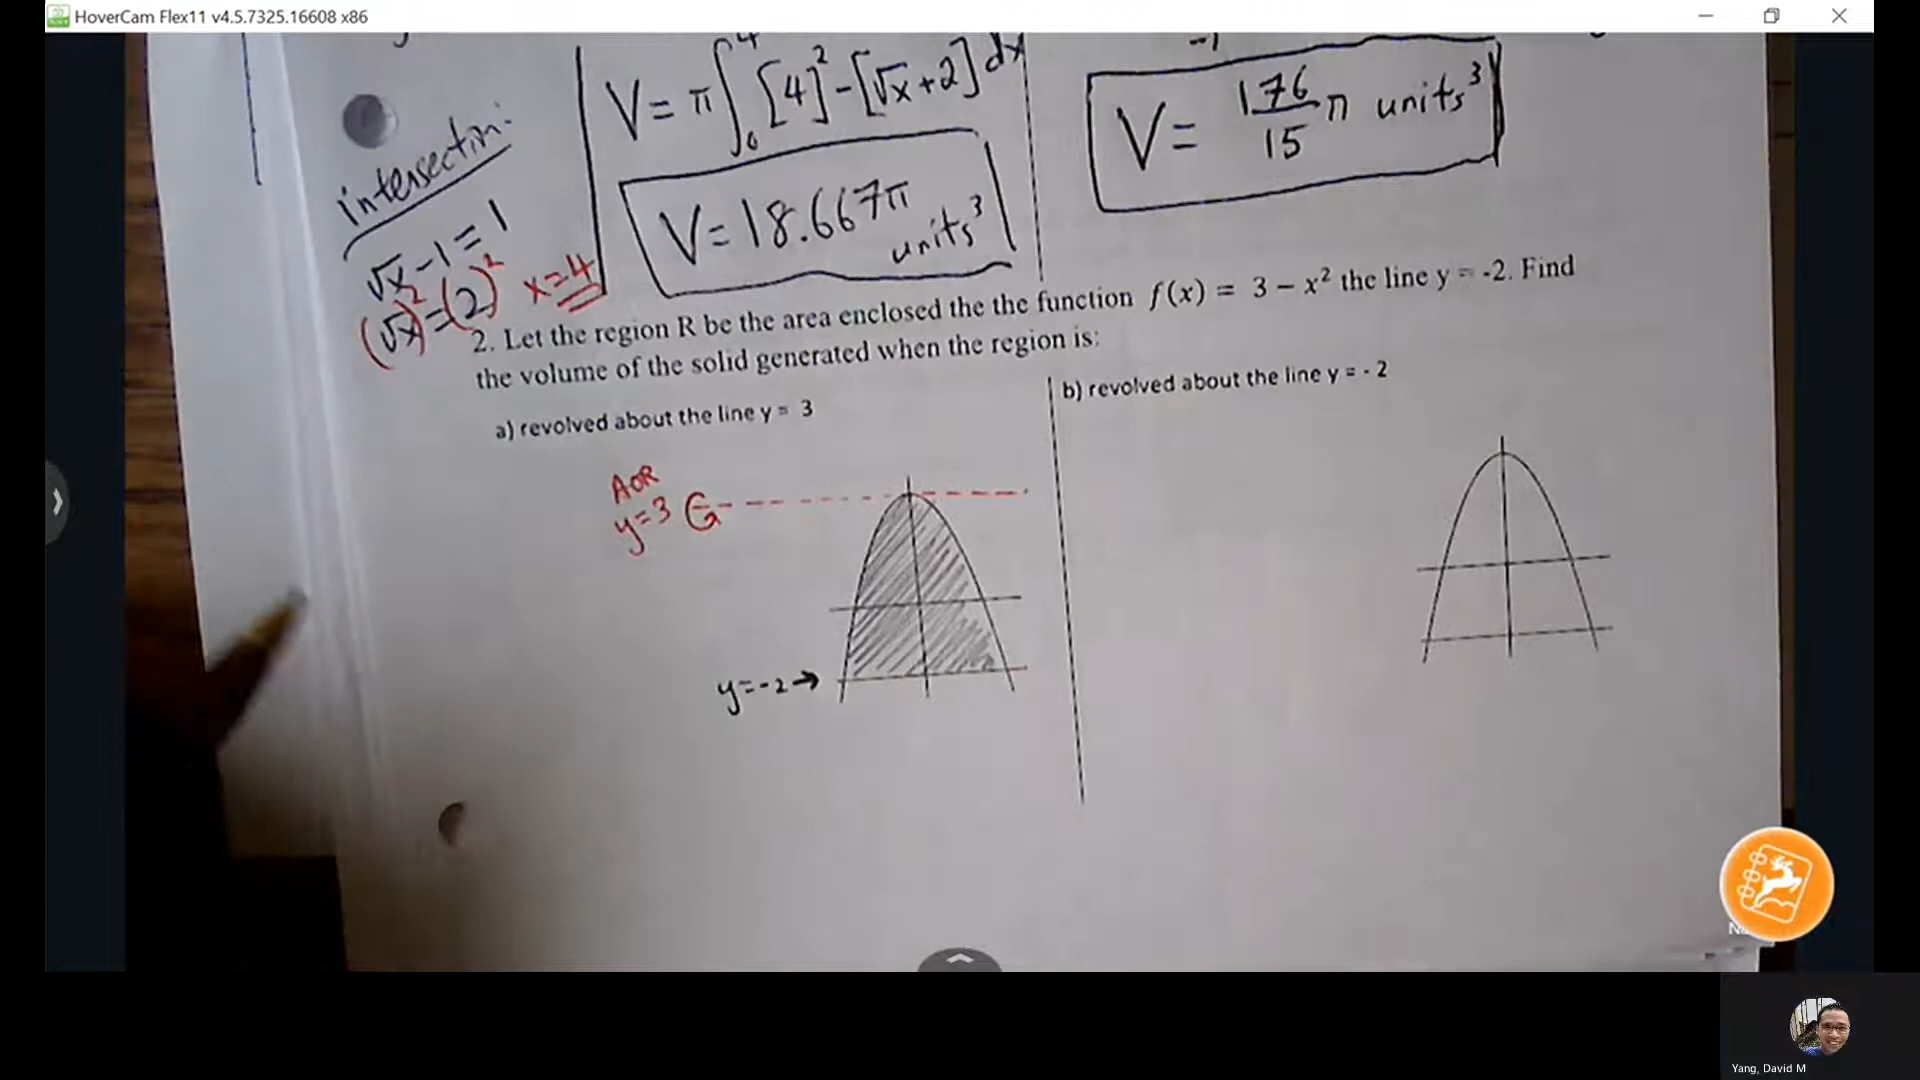 HoverCam Flex11 v4.5.7325.16608 x86
V = π∫₀⁴ [4]² - [√x + 2] dx
V = 18.667π
units³
V = 176/15 π units³
intersection:
√x - 1 = 1
(√x)² = (2)² x = 4
2. Let the region R be the area enclosed the the function f(x) = 3 − x² the line y = -2. Find
the volume of the solid generated when the region is:
a) revolved about the line y = 3
b) revolved about the line y = - 2
AOR
y=3
y=-2→
Yang, David M